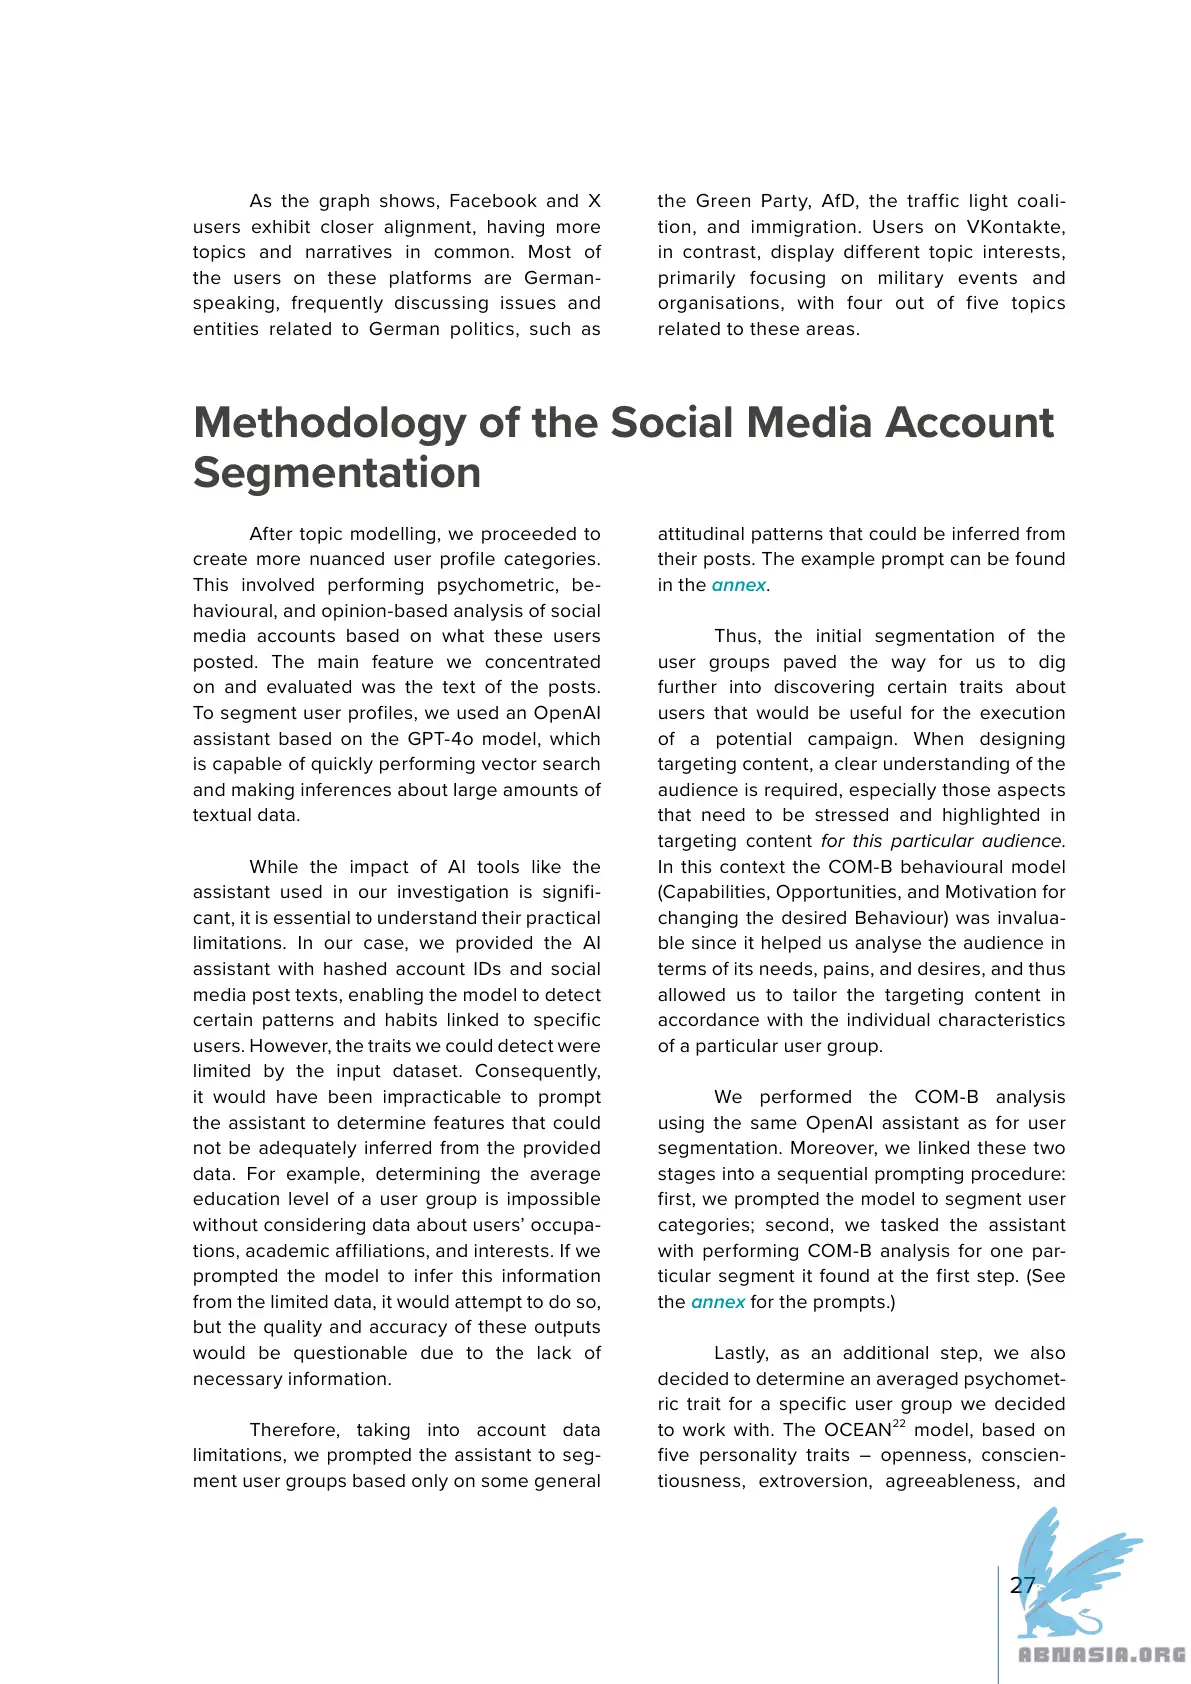 As the graph shows, Facebook and X
users exhibit closer alignment, having more
topics and narratives in common. Most of
the users on these platforms are German-
speaking, frequently discussing issues and
entities related to German politics, such as
the Green Party, AfD, the traffic light coali-
tion, and immigration. Users on VKontakte,
in contrast, display different topic interests,
primarily focusing on military events and
organisations, with four out of five topics
related to these areas.
Methodology of the Social Media Account
Segmentation
After topic modelling, we proceeded to
create more nuanced user profile categories.
This involved performing psychometric, be-
havioural, and opinion-based analysis of social
media accounts based on what these users
posted. The main feature we concentrated
on and evaluated was the text of the posts.
To segment user profiles, we used an OpenAI
assistant based on the GPT-4o model, which
is capable of quickly performing vector search
and making inferences about large amounts of
textual data.
While the impact of AI tools like the
assistant used in our investigation is signifi-
cant, it is essential to understand their practical
limitations. In our case, we provided the AI
assistant with hashed account IDs and social
media post texts, enabling the model to detect
certain patterns and habits linked to specific
users. However, the traits we could detect were
limited by the input dataset. Consequently,
it would have been impracticable to prompt
the assistant to determine features that could
not be adequately inferred from the provided
data. For example, determining the average
education level of a user group is impossible
without considering data about users’ occupa-
tions, academic affiliations, and interests. If we
prompted the model to infer this information
from the limited data, it would attempt to do so,
but the quality and accuracy of these outputs
would be questionable due to the lack of
necessary information.
Therefore, taking into account data
limitations, we prompted the assistant to seg-
ment user groups based only on some general
attitudinal patterns that could be inferred from
their posts. The example prompt can be found
in the annex.
Thus, the initial segmentation of the
user groups paved the way for us to dig
further into discovering certain traits about
users that would be useful for the execution
of a potential campaign. When designing
targeting content, a clear understanding of the
audience is required, especially those aspects
that need to be stressed and highlighted in
targeting content for this particular audience.
In this context the COM-B behavioural model
(Capabilities, Opportunities, and Motivation for
changing the desired Behaviour) was invalua-
ble since it helped us analyse the audience in
terms of its needs, pains, and desires, and thus
allowed us to tailor the targeting content in
accordance with the individual characteristics
of a particular user group.
We performed the COM-B analysis
using the same OpenAI assistant as for user
segmentation. Moreover, we linked these two
stages into a sequential prompting procedure:
first, we prompted the model to segment user
categories; second, we tasked the assistant
with performing COM-B analysis for one par-
ticular segment it found at the first step. (See
the annex for the prompts.)
Lastly, as an additional step, we also
decided to determine an averaged psychomet-
ric trait for a specific user group we decided
to work with. The OCEAN22 model, based on
five personality traits – openness, conscien-
tiousness, extroversion, agreeableness, and
27
ABNASIA.ORG